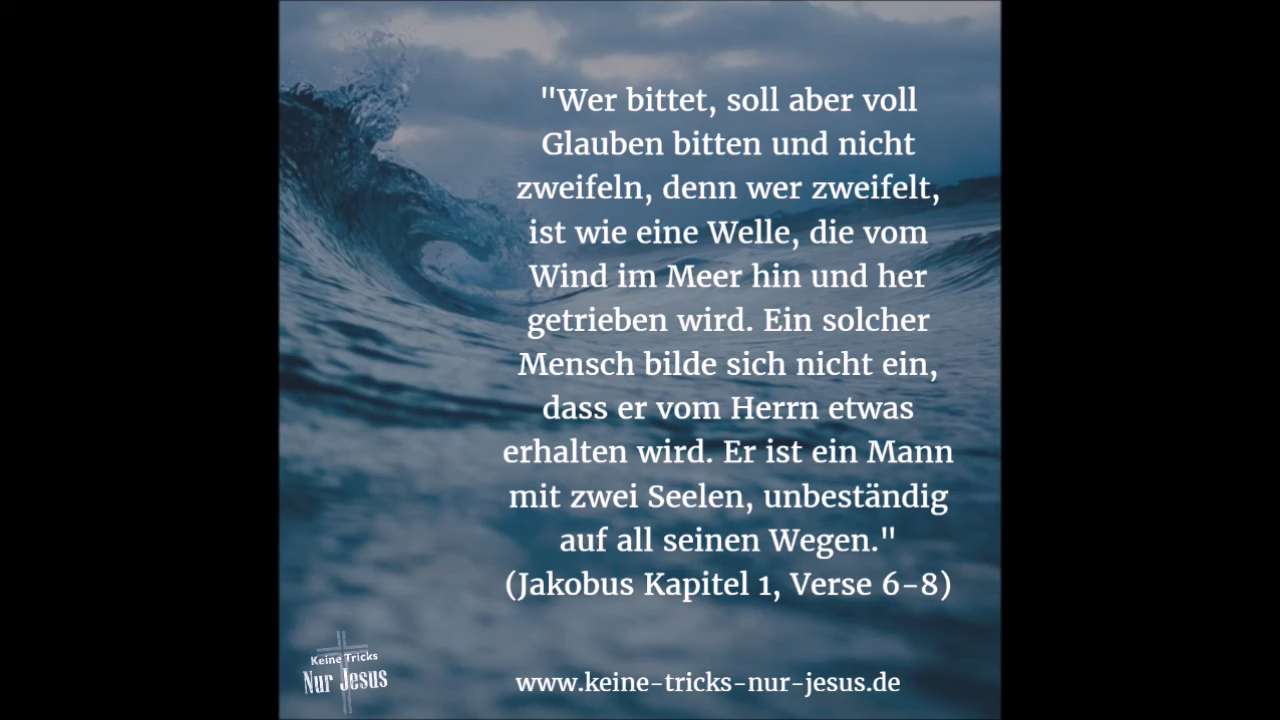 "Wer bittet, soll aber voll
Glauben bitten und nicht
zweifeln, denn wer zweifelt,
ist wie eine Welle, die vom
Wind im Meer hin und her
getrieben wird. Ein solcher
Mensch bilde sich nicht ein,
dass er vom Herrn etwas
erhalten wird. Er ist ein Mann
mit zwei Seelen, unbeständig
auf all seinen Wegen."
(Jakobus Kapitel 1, Verse 6-8)
Keine Tricks
Nur Jesus
www.keine-tricks-nur-jesus.de